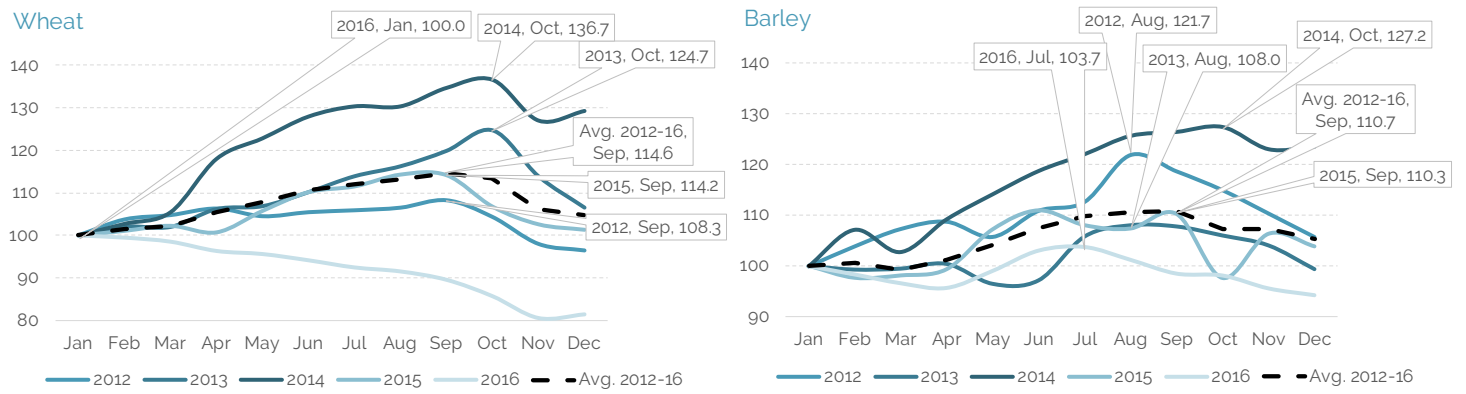 Wheat
2016, Jan, 100.0
2014, Oct, 136.7
2013, Oct, 124.7
Avg. 2012-16,
Sep, 114.6
2015, Sep, 114.2
2012, Sep, 108.3
140
130
120
110
100
90
80
Jan Feb Mar Apr May Jun Jul Aug Sep Oct Nov Dec
2012 2013 2014 2015 2016 Avg. 2012-16
Barley
2012, Aug, 121.7
2014, Oct, 127.2
2016, Jul, 103.7
2013, Aug, 108.0
Avg. 2012-16,
Sep, 110.7
2015, Sep, 110.3
140
130
120
110
100
90
Jan Feb Mar Apr May Jun Jul Aug Sep Oct Nov Dec
2012 2013 2014 2015 2016 Avg. 2012-16